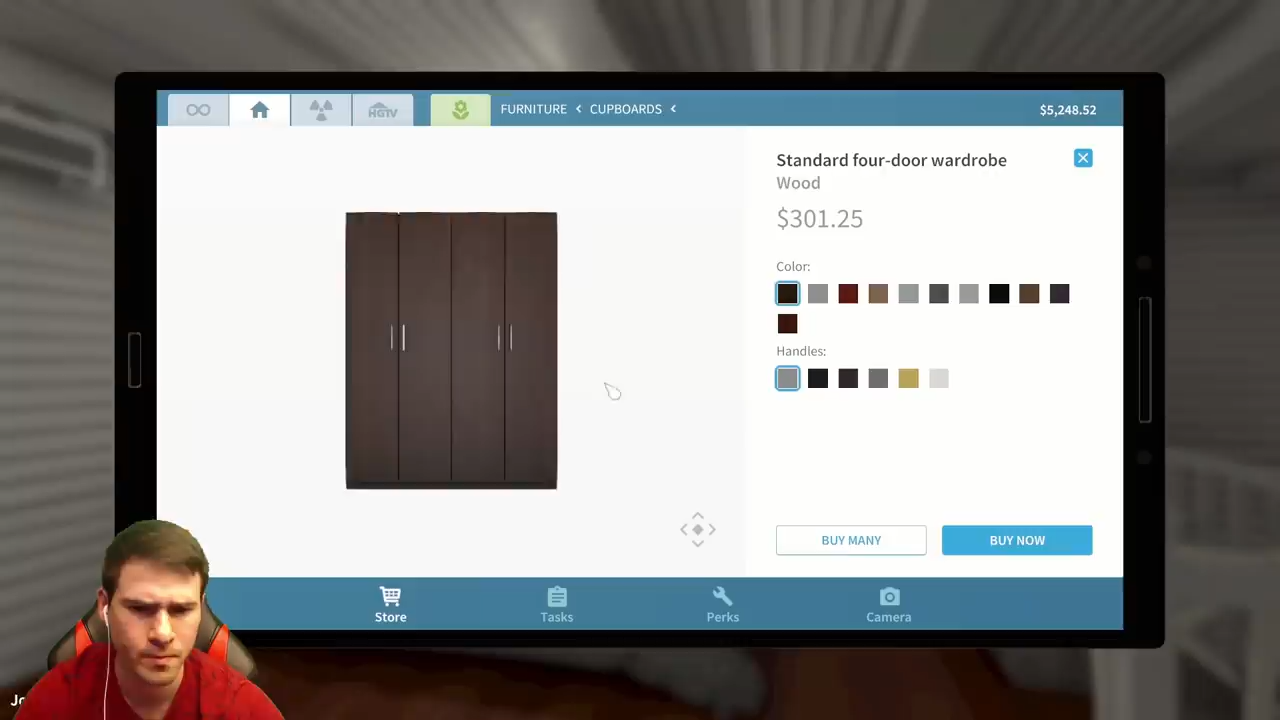 HGTV
FURNITURE < CUPBOARDS <
$5,248.52
Standard four-door wardrobe
Wood
$301.25
Color:
Handles:
BUY MANY
BUY NOW
Store
Tasks
Perks
Camera